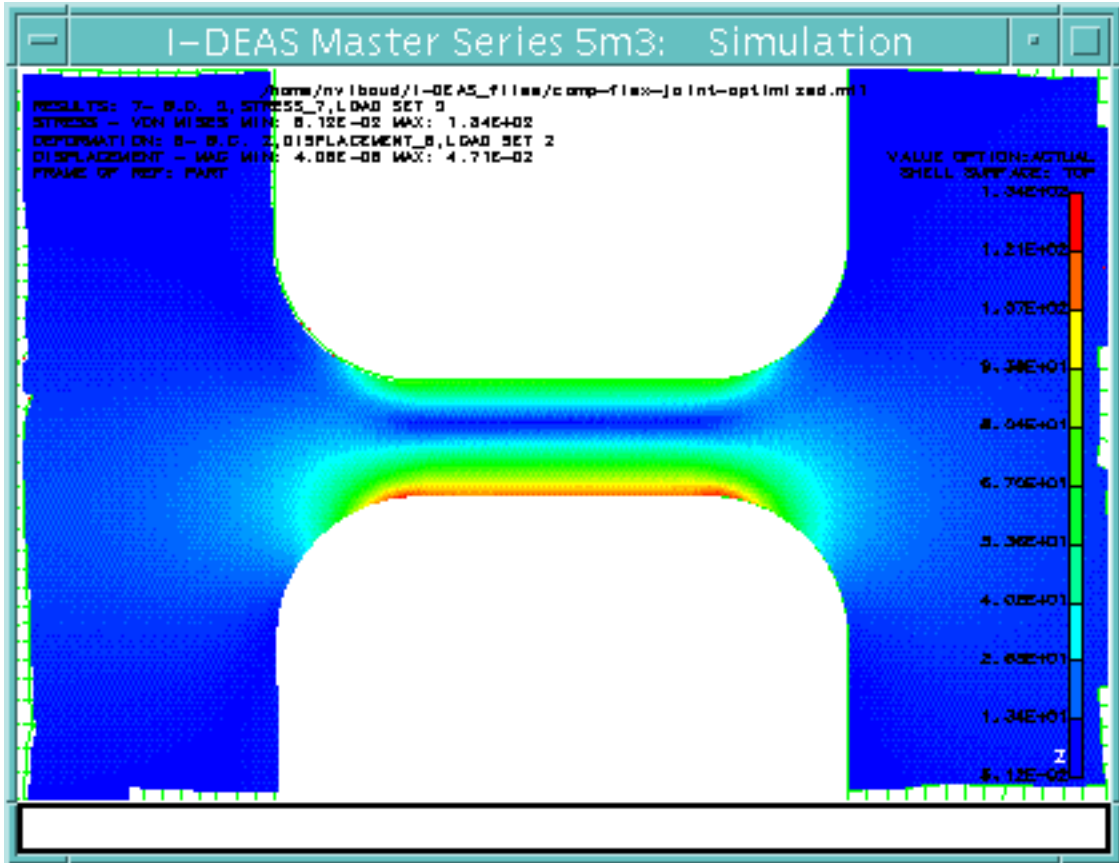 I-DEAS Master Series 5m3: Simulation
/home/nviboud/I-DEAS_files/comp-flex-joint-optimized.mf1
RESULTS: 7- B.C. 2,STRESS_7,LOAD SET 2
STRESS - VON MISES MIN: 6.12E-02 MAX: 1.34E+02
DEFORMATION: 6- B.C. 2,DISPLACEMENT_6,LOAD SET 2
DISPLACEMENT - MAG MIN: 4.06E-06 MAX: 4.71E-02
FRAME OF REF: PART
VALUE OPTION:ACTUAL
SHELL SURFACE: TOP
1.34E+02
1.21E+02
1.07E+02
9.38E+01
8.04E+01
6.70E+01
5.36E+01
4.02E+01
2.68E+01
1.34E+01
6.12E-02